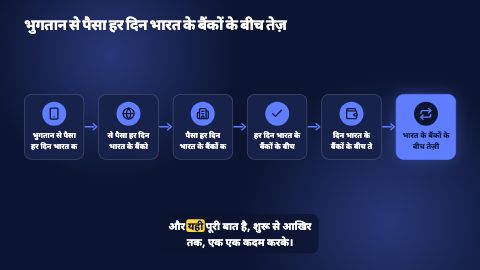 भुगतान से पैसा हर दिन भारत के बैंकों के बीच तेज़
भुगतान से पैसा
हर दिन भारत क
से पैसा हर दिन
भारत के बैंको
पैसा हर दिन
भारत के बैंकों क
हर दिन भारत के
बैंकों के बीच
दिन भारत के
बैंकों के बीच ते
भारत के बैंकों के
बीच तेज़ी
और यही पूरी बात है, शुरू से आखिर
तक, एक एक कदम करके।